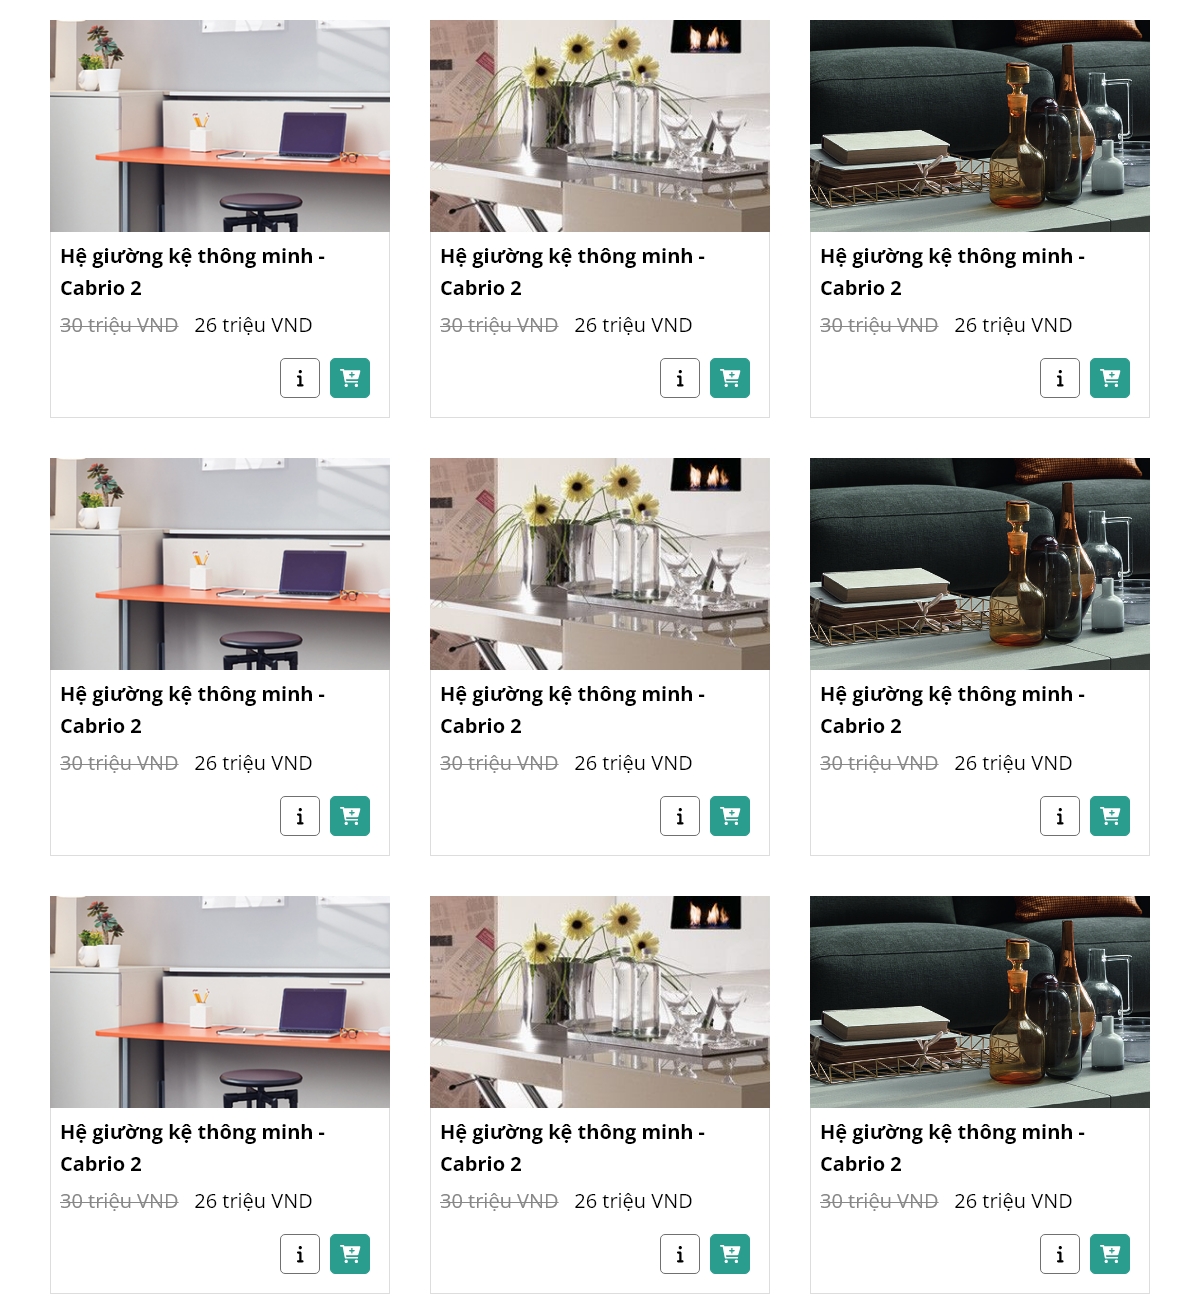 Hệ giường kệ thông minh - Cabrio 2
30 triệu VND 26 triệu VND
Hệ giường kệ thông minh - Cabrio 2
30 triệu VND 26 triệu VND
Hệ giường kệ thông minh - Cabrio 2
30 triệu VND 26 triệu VND
Hệ giường kệ thông minh - Cabrio 2
30 triệu VND 26 triệu VND
Hệ giường kệ thông minh - Cabrio 2
30 triệu VND 26 triệu VND
Hệ giường kệ thông minh - Cabrio 2
30 triệu VND 26 triệu VND
Hệ giường kệ thông minh - Cabrio 2
30 triệu VND 26 triệu VND
Hệ giường kệ thông minh - Cabrio 2
30 triệu VND 26 triệu VND
Hệ giường kệ thông minh - Cabrio 2
30 triệu VND 26 triệu VND